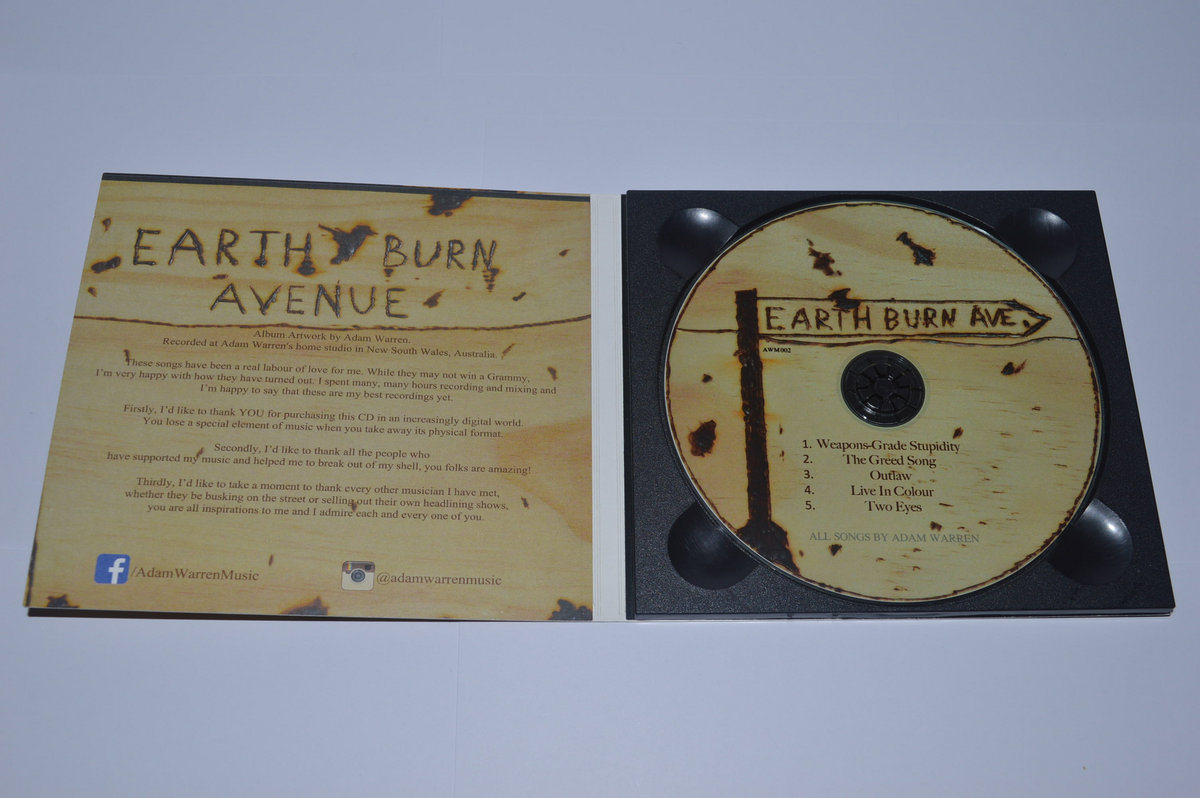 EARTH BURN
AVENUE
Album Artwork by Adam Warren.
Recorded at Adam Warren's home studio in New South Wales, Australia.
These songs have been a real labour of love for me. While they may not win a Grammy,
I'm very happy with how they have turned out. I spent many, many hours recording and mixing and
I'm happy to say that these are my best recordings yet.
Firstly, I'd like to thank YOU for purchasing this CD in an increasingly digital world.
You lose a special element of music when you take away its physical format.
Secondly, I'd like to thank all the people who
have supported my music and helped me to break out of my shell, you folks are amazing!
Thirdly, I'd like to take a moment to thank every other musician I have met,
whether they be busking on the street or selling out their own headlining shows,
you are all inspirations to me and I admire each and every one of you.
f /AdamWarrenMusic
@adamwarrenmusic
EARTH BURN AVE.
AWM002
1. Weapons-Grade Stupidity
2. The Greed Song
3. Outlaw
4. Live In Colour
5. Two Eyes
ALL SONGS BY ADAM WARREN